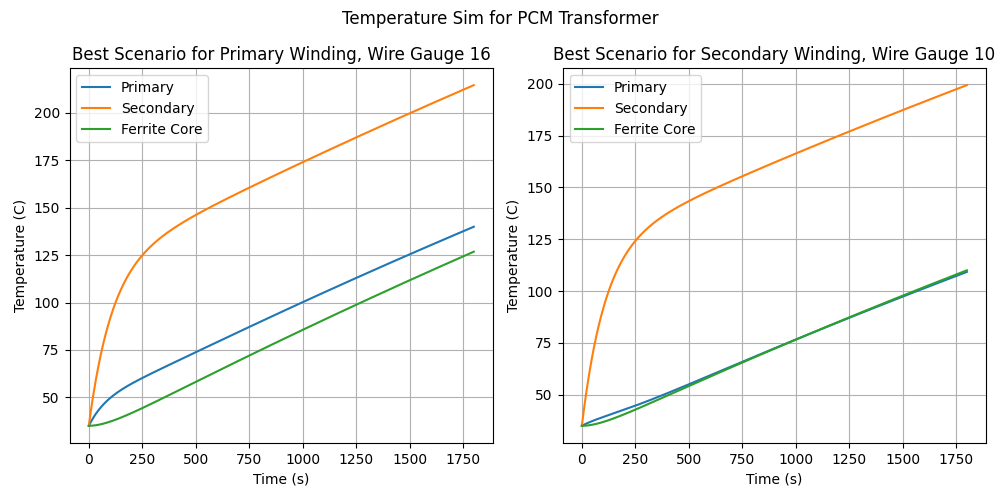 Temperature Sim for PCM Transformer
Best Scenario for Primary Winding, Wire Gauge 16
Primary
Secondary
Ferrite Core
200
175
150
125
100
75
50
Temperature (C)
0 250 500 750 1000 1250 1500 1750
Time (s)
Best Scenario for Secondary Winding, Wire Gauge 10
Primary
Secondary
Ferrite Core
200
175
150
125
100
75
50
Temperature (C)
0 250 500 750 1000 1250 1500 1750
Time (s)